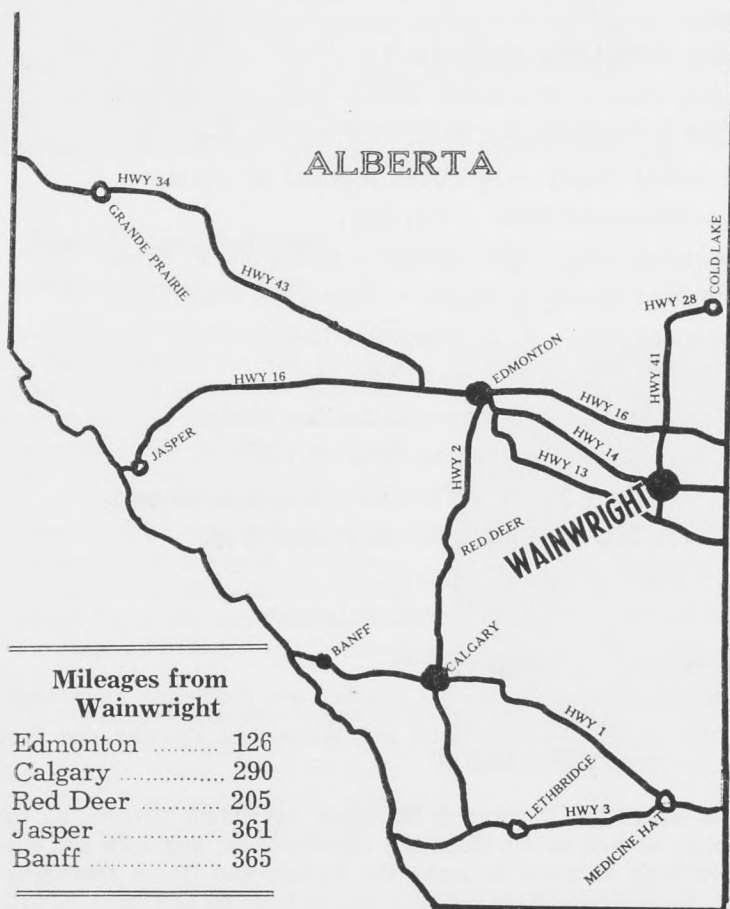 ALBERTA
HWY 34
GRANDE PRAIRIE
HWY 43
COLD LAKE
HWY 28
HWY 41
EDMONTON
HWY 16
HWY 16
JASPER
HWY 2
HWY 14
HWY 13
WAINWRIGHT
RED DEER
BANFF
CALGARY
HWY 1
LETHBRIDGE
HWY 3
MEDICINE HAT
Mileages from
Wainwright
Edmonton ........ 126
Calgary ........... 290
Red Deer .......... 205
Jasper .............. 361
Banff ............... 365